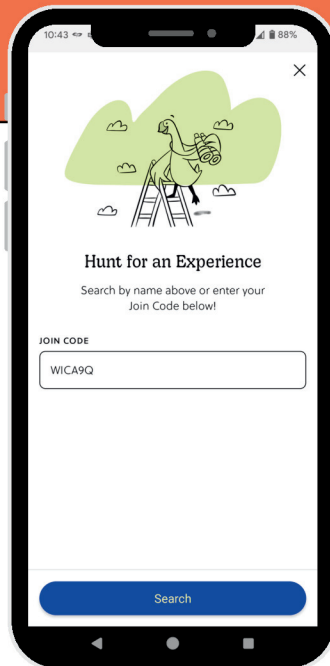 10:43
88%
Hunt for an Experience
Search by name above or enter your
Join Code below!
JOIN CODE
WICA9Q
Search